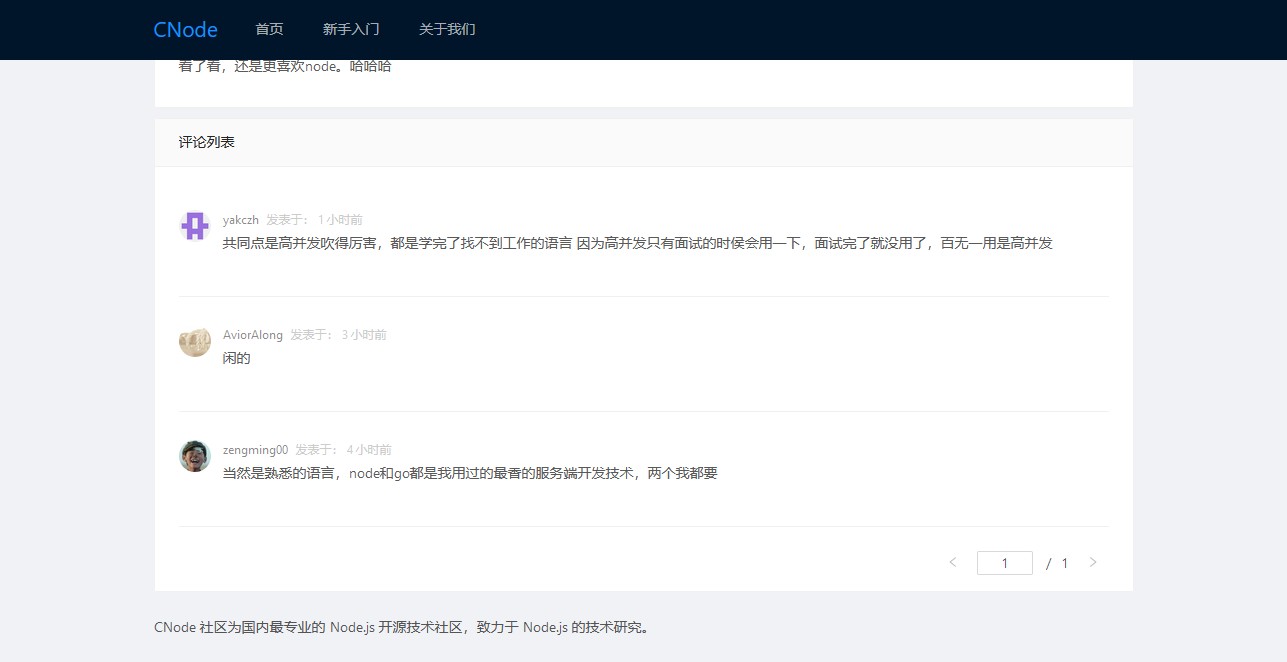 CNode 首页 新手入门 关于我们
看了看，还是更喜欢node。哈哈哈
评论列表
yakczh 发表于： 1 小时前
共同点是高并发吹得厉害，都是学完了找不到工作的语言 因为高并发只有面试的时侯会用一下，面试完了就没用了，百无一用是高并发
AviorAlong 发表于： 3 小时前
闲的
zengming00 发表于： 4 小时前
当然是熟悉的语言，node和go都是我用过的最香的服务端开发技术，两个我都要
< 1 / 1 >
CNode 社区为国内最专业的 Node.js 开源技术社区，致力于 Node.js 的技术研究。